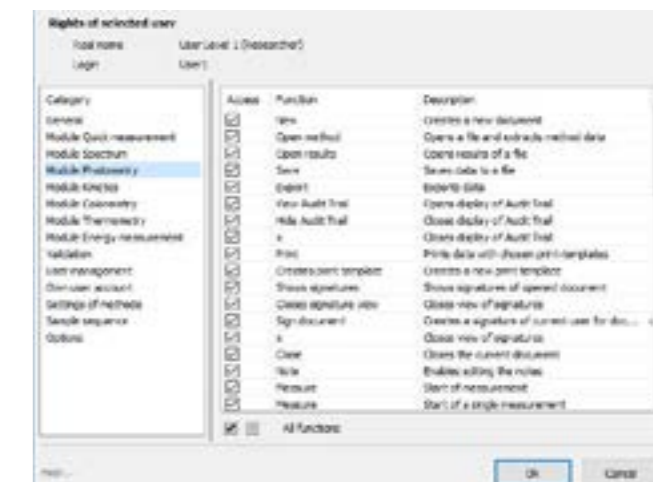 Rights of selected user
Real name User Level 1 (Researcher)
Login User1
Category
General
Module Quick measurement
Module Spectrum
Module Photometry
Module Kinetics
Module Colorimetry
Module Thermometry
Module Energy measurement
Validation
User management
Own user account
Settings of methods
Sample sequence
Options
Access Function Description
New Creates a new document
Open method Opens a file and extracts method data
Open results Opens results of a file
Save Saves data to a file
Export Exports data
View Audit Trail Opens display of Audit Trail
Hide Audit Trail Closes display of Audit Trail
x Closes display of Audit Trail
Print Prints data with chosen print-templates
Creates print template Creates a new print template
Shows signatures Shows signatures of opened document
Closes signature view Closes view of signatures
Sign document Creates a signature of current user for doc...
x Closes view of signatures
Close Closes the current document
Note Enables editing the notes
Measure Start of measurement
Measure Start of a single measurement
All functions
Ok Cancel